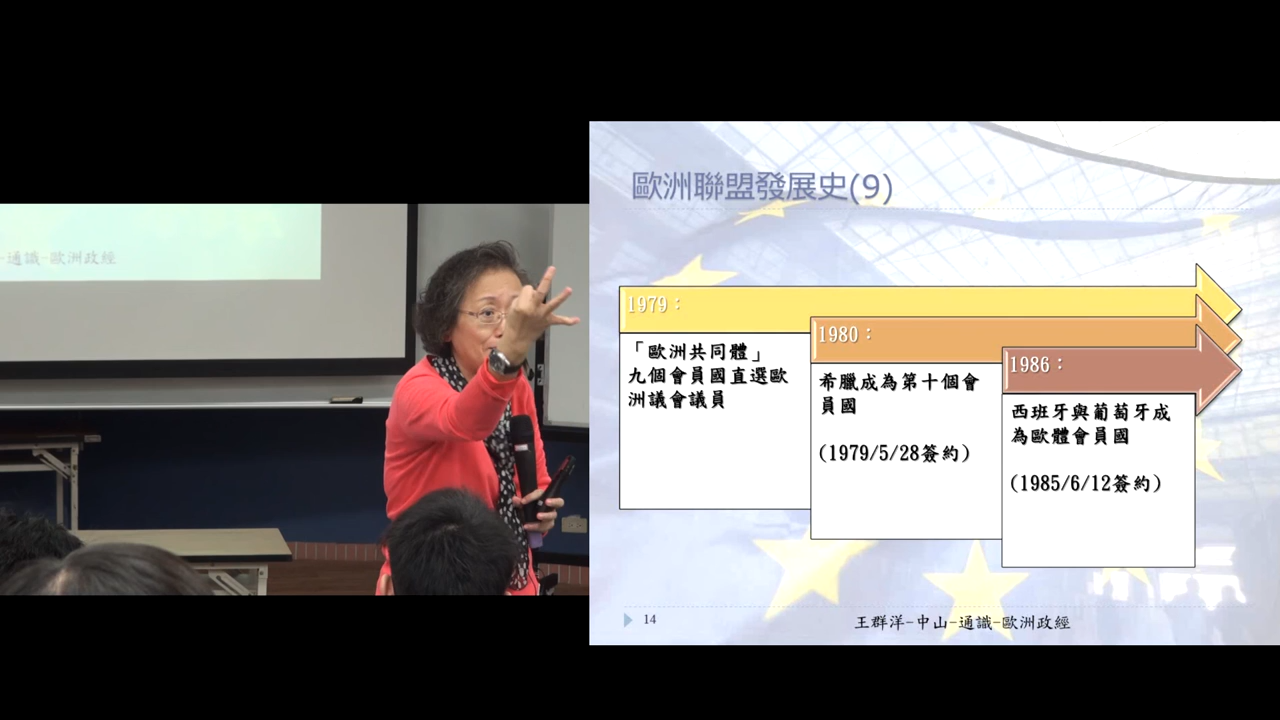 -通識-歐洲政經
歐洲聯盟發展史(9)
1979：
「歐洲共同體」
九個會員國直選歐
洲議會議員
1980：
希臘成為第十個會
員國
(1979/5/28簽約)
1986：
西班牙與葡萄牙成
為歐體會員國
(1985/6/12簽約)
14
王群洋-中山-通識-歐洲政經